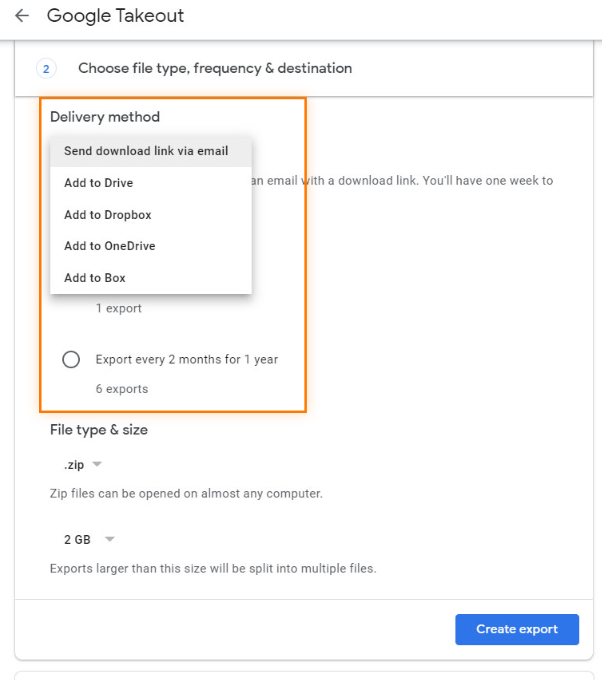 Google Takeout
2 Choose file type, frequency & destination
Delivery method
Send download link via email
Add to Drive
an email with a download link. You'll have one week to
Add to Dropbox
Add to OneDrive
Add to Box
1 export
Export every 2 months for 1 year
6 exports
File type & size
.zip
Zip files can be opened on almost any computer.
2 GB
Exports larger than this size will be split into multiple files.
Create export